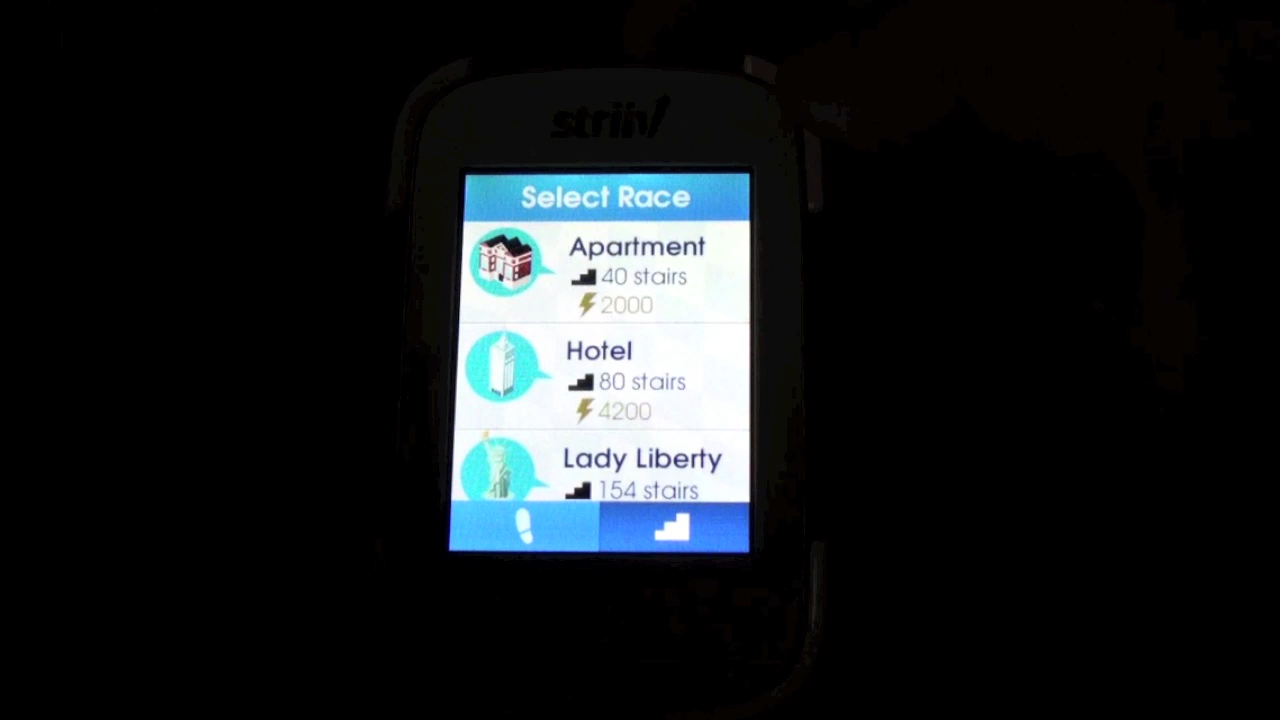 striiv
Select Race
Apartment
40 stairs
2000
Hotel
80 stairs
4200
Lady Liberty
154 stairs